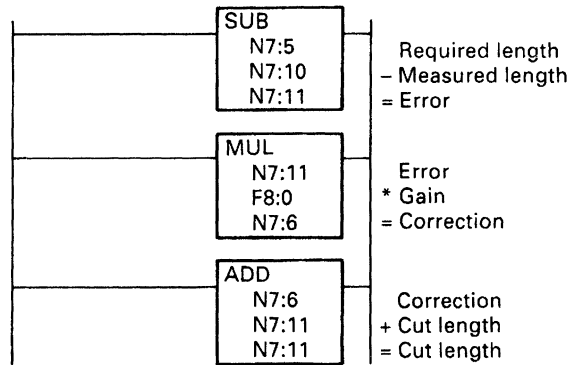 SUB
N7:5
N7:10
N7:11
Required length
– Measured length
= Error
MUL
N7:11
F8:0
N7:6
Error
* Gain
= Correction
ADD
N7:6
N7:11
N7:11
Correction
+ Cut length
= Cut length